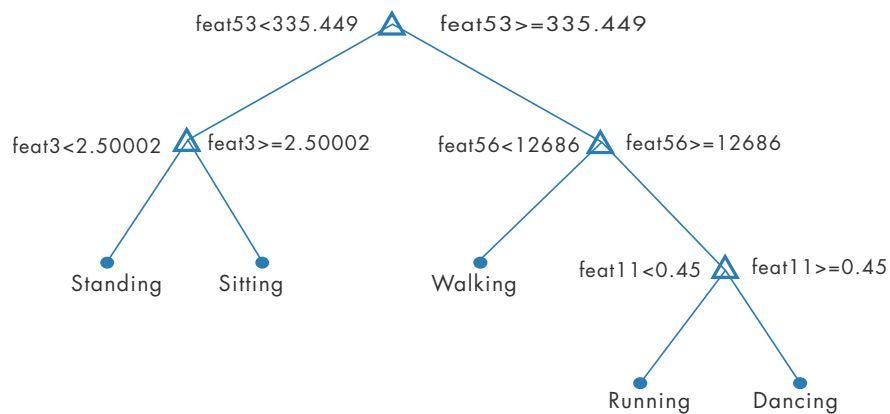 feat53<335.449 feat53>=335.449
feat3<2.50002 feat3>=2.50002 feat56<12686 feat56>=12686
Standing Sitting Walking feat11<0.45 feat11>=0.45
Running Dancing